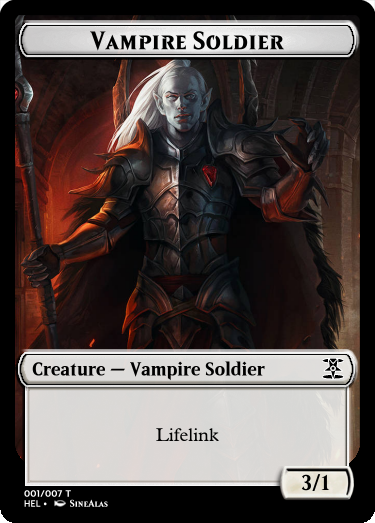 Vampire Soldier
Creature — Vampire Soldier
Lifelink
3/1
001/007 T
HEL • SineAlas